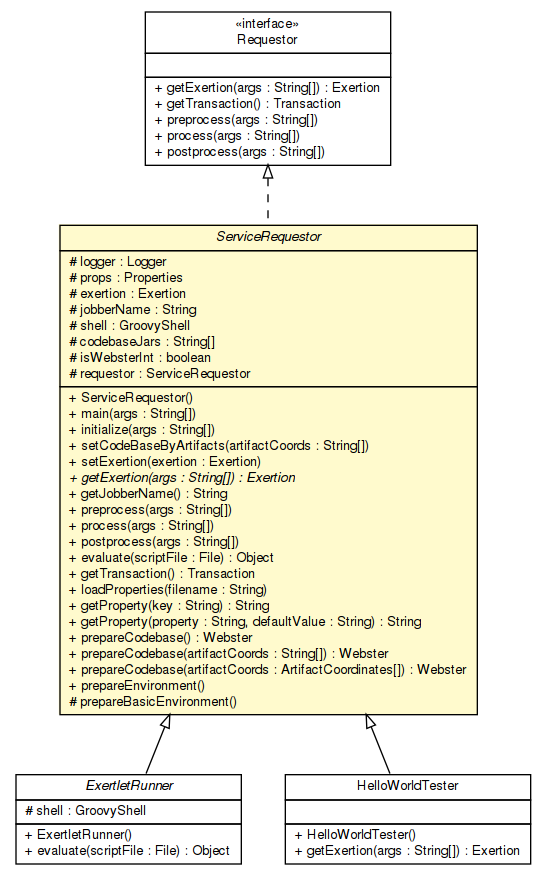 «interface»
Requestor
+ getExertion(args : String[]) : Exertion
+ getTransaction() : Transaction
+ preprocess(args : String[])
+ process(args : String[])
+ postprocess(args : String[])
ServiceRequestor
# logger : Logger
# props : Properties
# exertion : Exertion
# jobberName : String
# shell : GroovyShell
# codebaseJars : String[]
# isWebsterInt : boolean
# requestor : ServiceRequestor
+ ServiceRequestor()
+ main(args : String[])
+ initialize(args : String[])
+ setCodeBaseByArtifacts(artifactCoords : String[])
+ setExertion(exertion : Exertion)
+ getExertion(args : String[]) : Exertion
+ getJobberName() : String
+ preprocess(args : String[])
+ process(args : String[])
+ postprocess(args : String[])
+ evaluate(scriptFile : File) : Object
+ getTransaction() : Transaction
+ loadProperties(filename : String)
+ getProperty(key : String) : String
+ getProperty(property : String, defaultValue : String) : String
+ prepareCodebase() : Webster
+ prepareCodebase(artifactCoords : String[]) : Webster
+ prepareCodebase(artifactCoords : ArtifactCoordinates[]) : Webster
+ prepareEnvironment()
# prepareBasicEnvironment()
ExertletRunner
# shell : GroovyShell
+ ExertletRunner()
+ evaluate(scriptFile : File) : Object
HelloWorldTester
+ HelloWorldTester()
+ getExertion(args : String[]) : Exertion